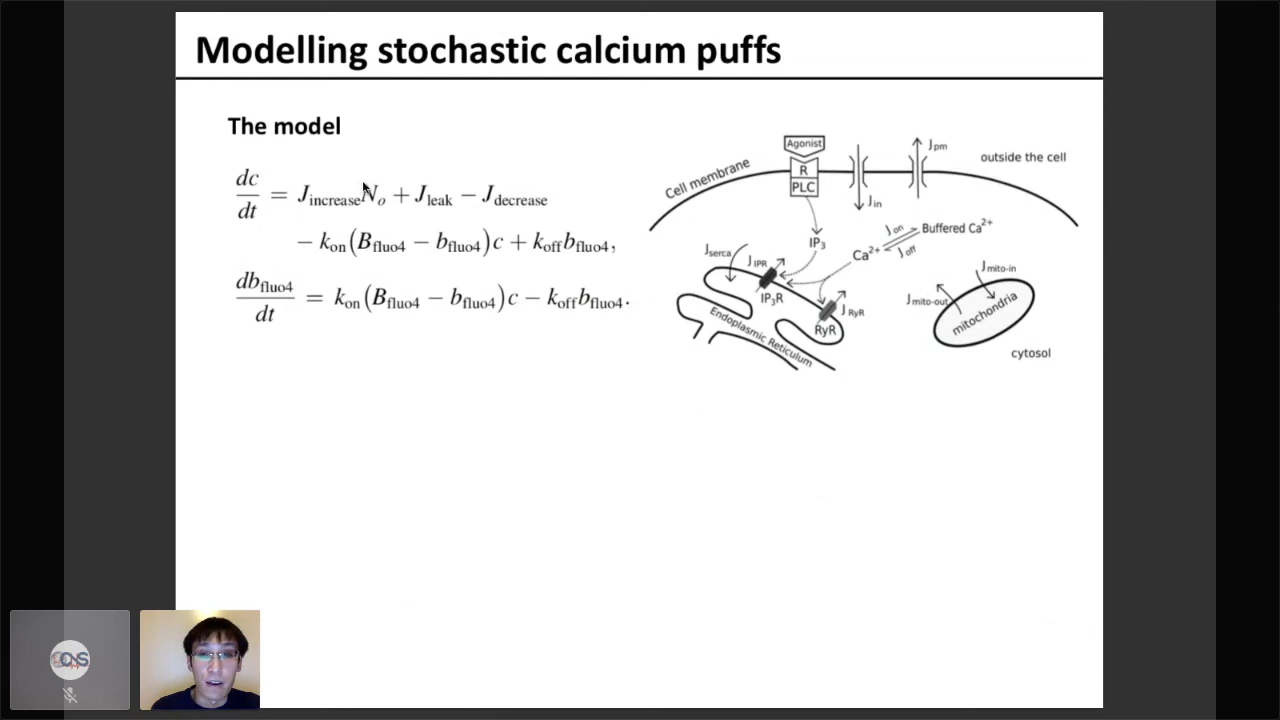 Modelling stochastic calcium puffs
The model
dc/dt = J_increase N_o + J_leak − J_decrease
− k_on(B_fluo4 − b_fluo4)c + k_off b_fluo4,
db_fluo4/dt = k_on(B_fluo4 − b_fluo4)c − k_off b_fluo4.
Agonist
R
PLC
J_pm
outside the cell
Cell membrane
J_in
IP₃
J_on
J_off
Buffered Ca²⁺
Ca²⁺
J_serca
J_IPR
IP₃R
J_RyR
RyR
Endoplasmic Reticulum
J_mito-in
J_mito-out
mitochondria
cytosol